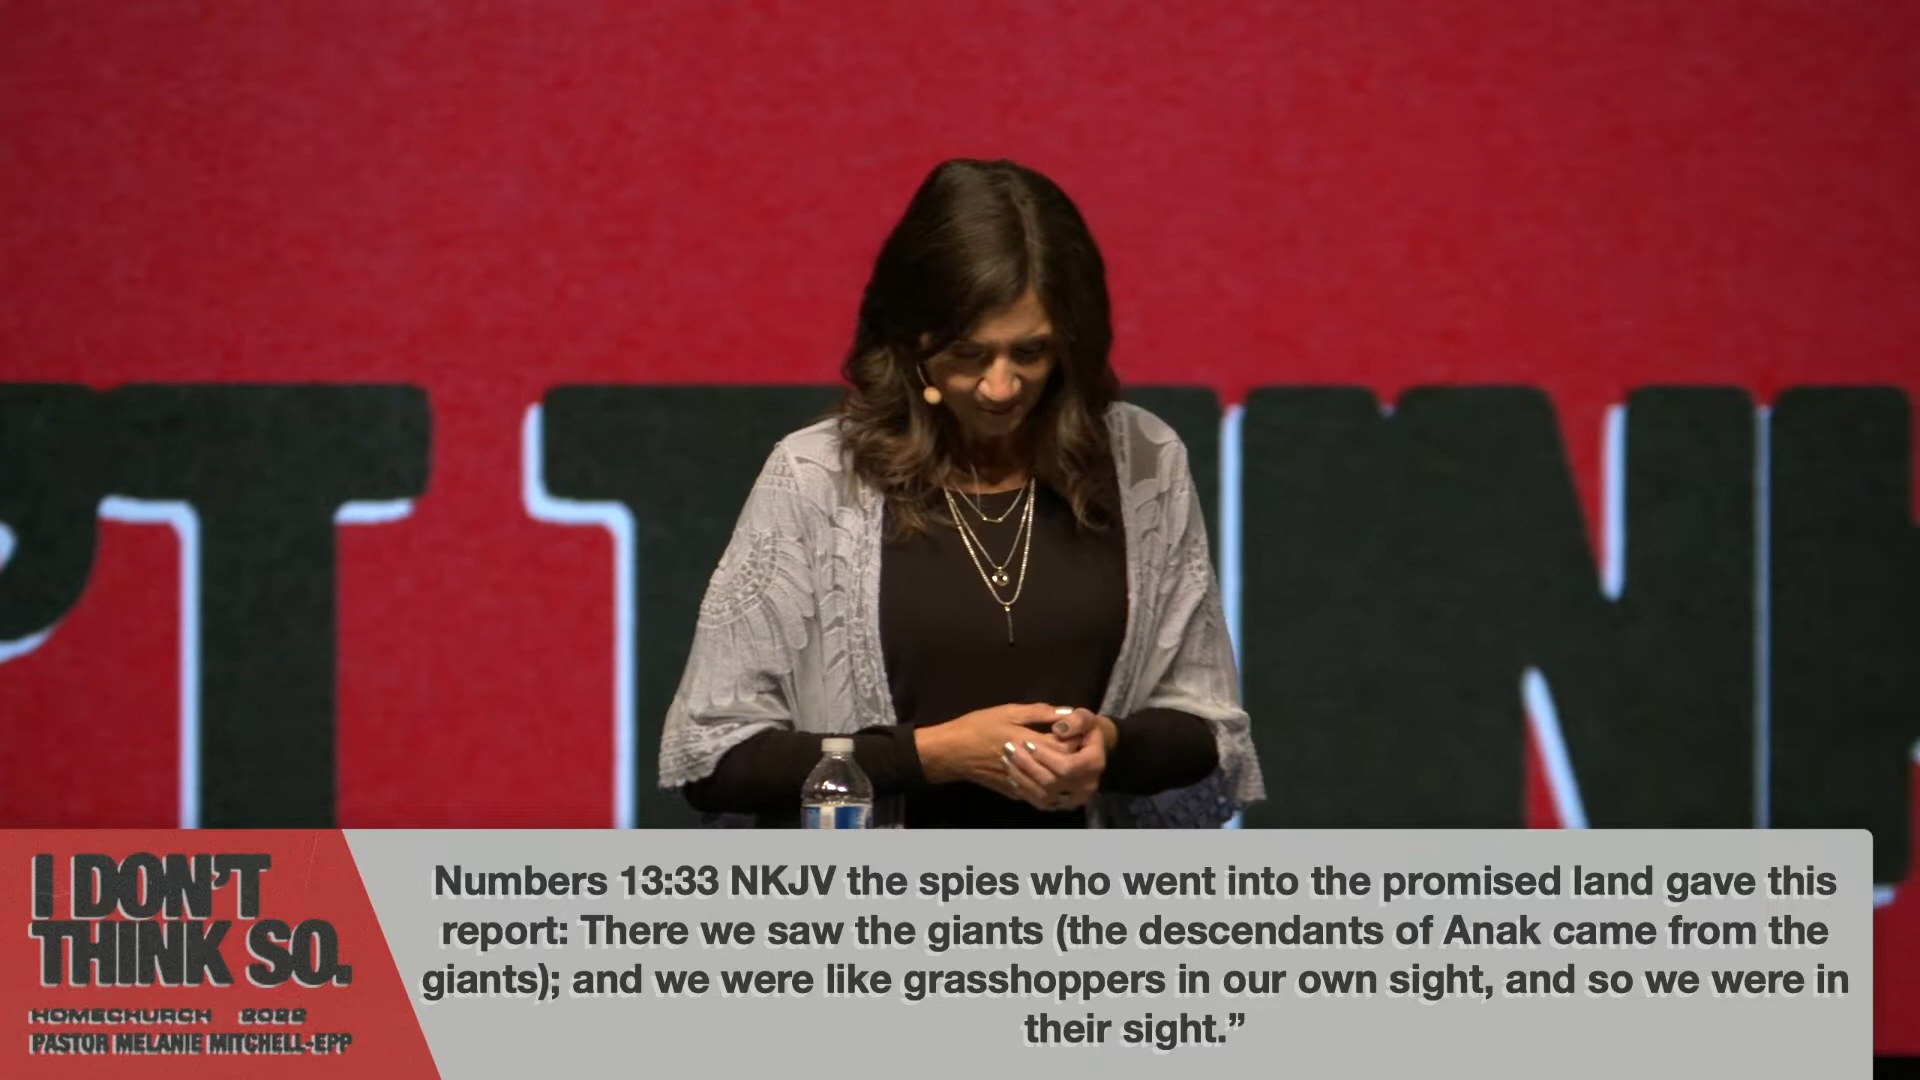 'T THIN
I DON'T
THINK SO.
HOMECHURCH 2022
PASTOR MELANIE MITCHELL-EPP
Numbers 13:33 NKJV the spies who went into the promised land gave this
report: There we saw the giants (the descendants of Anak came from the
giants); and we were like grasshoppers in our own sight, and so we were in
their sight.”